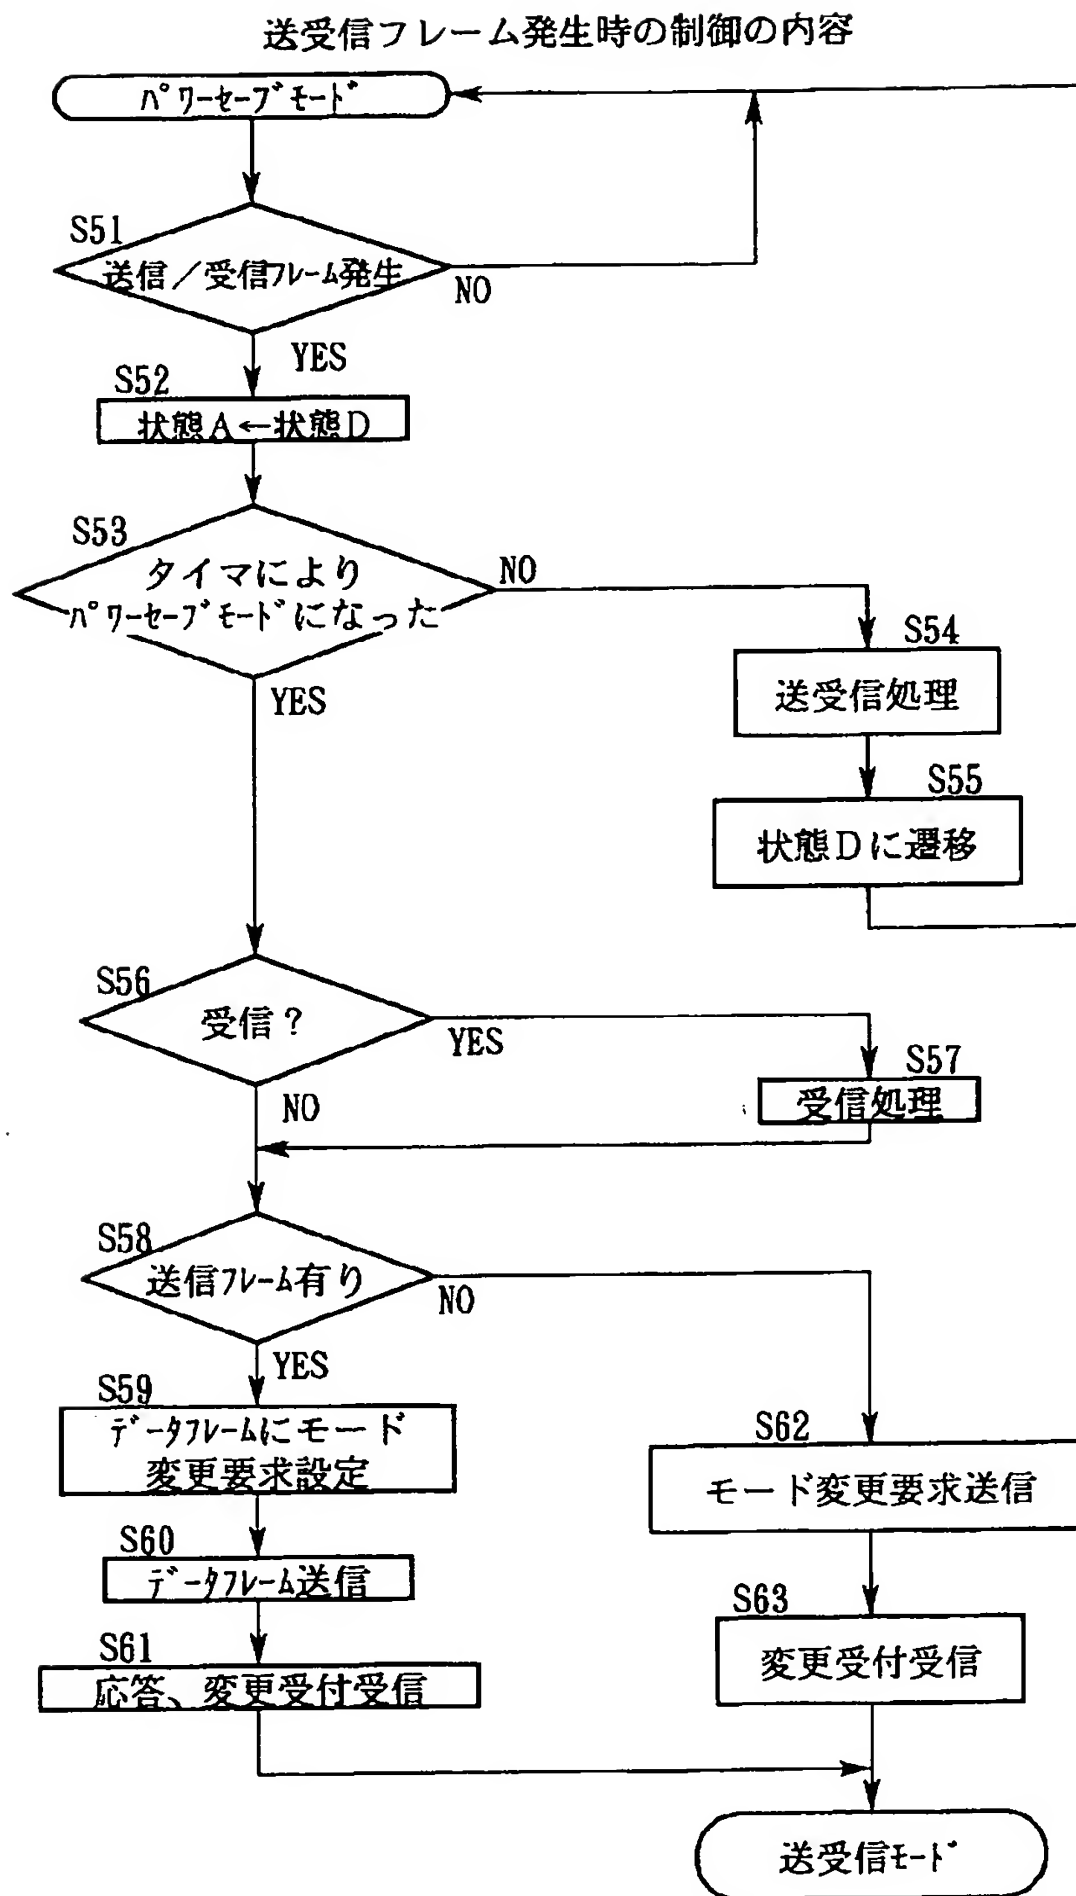 送受信フレーム発生時の制御の内容
ﾊﾟﾜｰｾｰﾌﾞﾓｰﾄﾞ
S51
送信／受信ﾌﾚｰﾑ発生
NO
YES
S52
状態A←状態D
S53
タイマにより
ﾊﾟﾜｰｾｰﾌﾞﾓｰﾄﾞになった
NO
YES
S54
送受信処理
S55
状態Dに遷移
S56
受信？
YES
NO
S57
受信処理
S58
送信ﾌﾚｰﾑ有り
NO
YES
S59
ﾃﾞｰﾀﾌﾚｰﾑにモード
変更要求設定
S60
ﾃﾞｰﾀﾌﾚｰﾑ送信
S61
応答、変更受付受信
S62
モード変更要求送信
S63
変更受付受信
送受信ﾓｰﾄﾞ